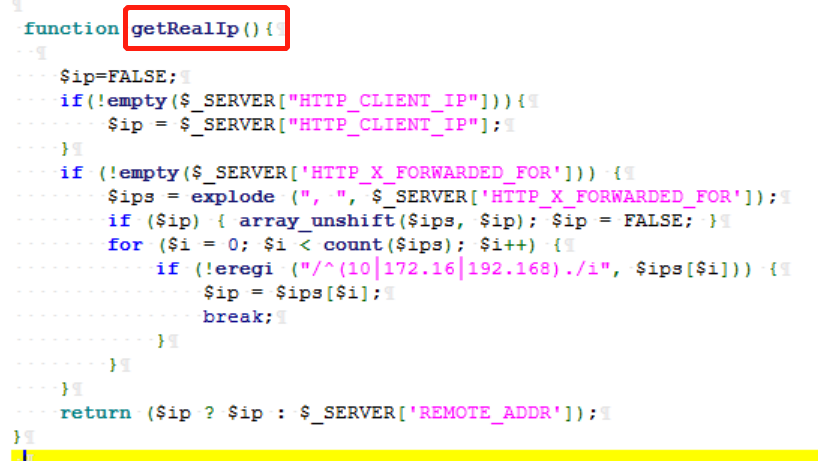 function getRealIp(){
$ip=FALSE;
if(!empty($_SERVER["HTTP_CLIENT_IP"])){
$ip = $_SERVER["HTTP_CLIENT_IP"];
}
if (!empty($_SERVER['HTTP_X_FORWARDED_FOR'])) {
$ips = explode (", ", $_SERVER['HTTP_X_FORWARDED_FOR']);
if ($ip) { array_unshift($ips, $ip); $ip = FALSE; }
for ($i = 0; $i < count($ips); $i++) {
if (!eregi ("/^(10|172.16|192.168)./i", $ips[$i])) {
$ip = $ips[$i];
break;
}
}
}
return ($ip ? $ip : $_SERVER['REMOTE_ADDR']);
}